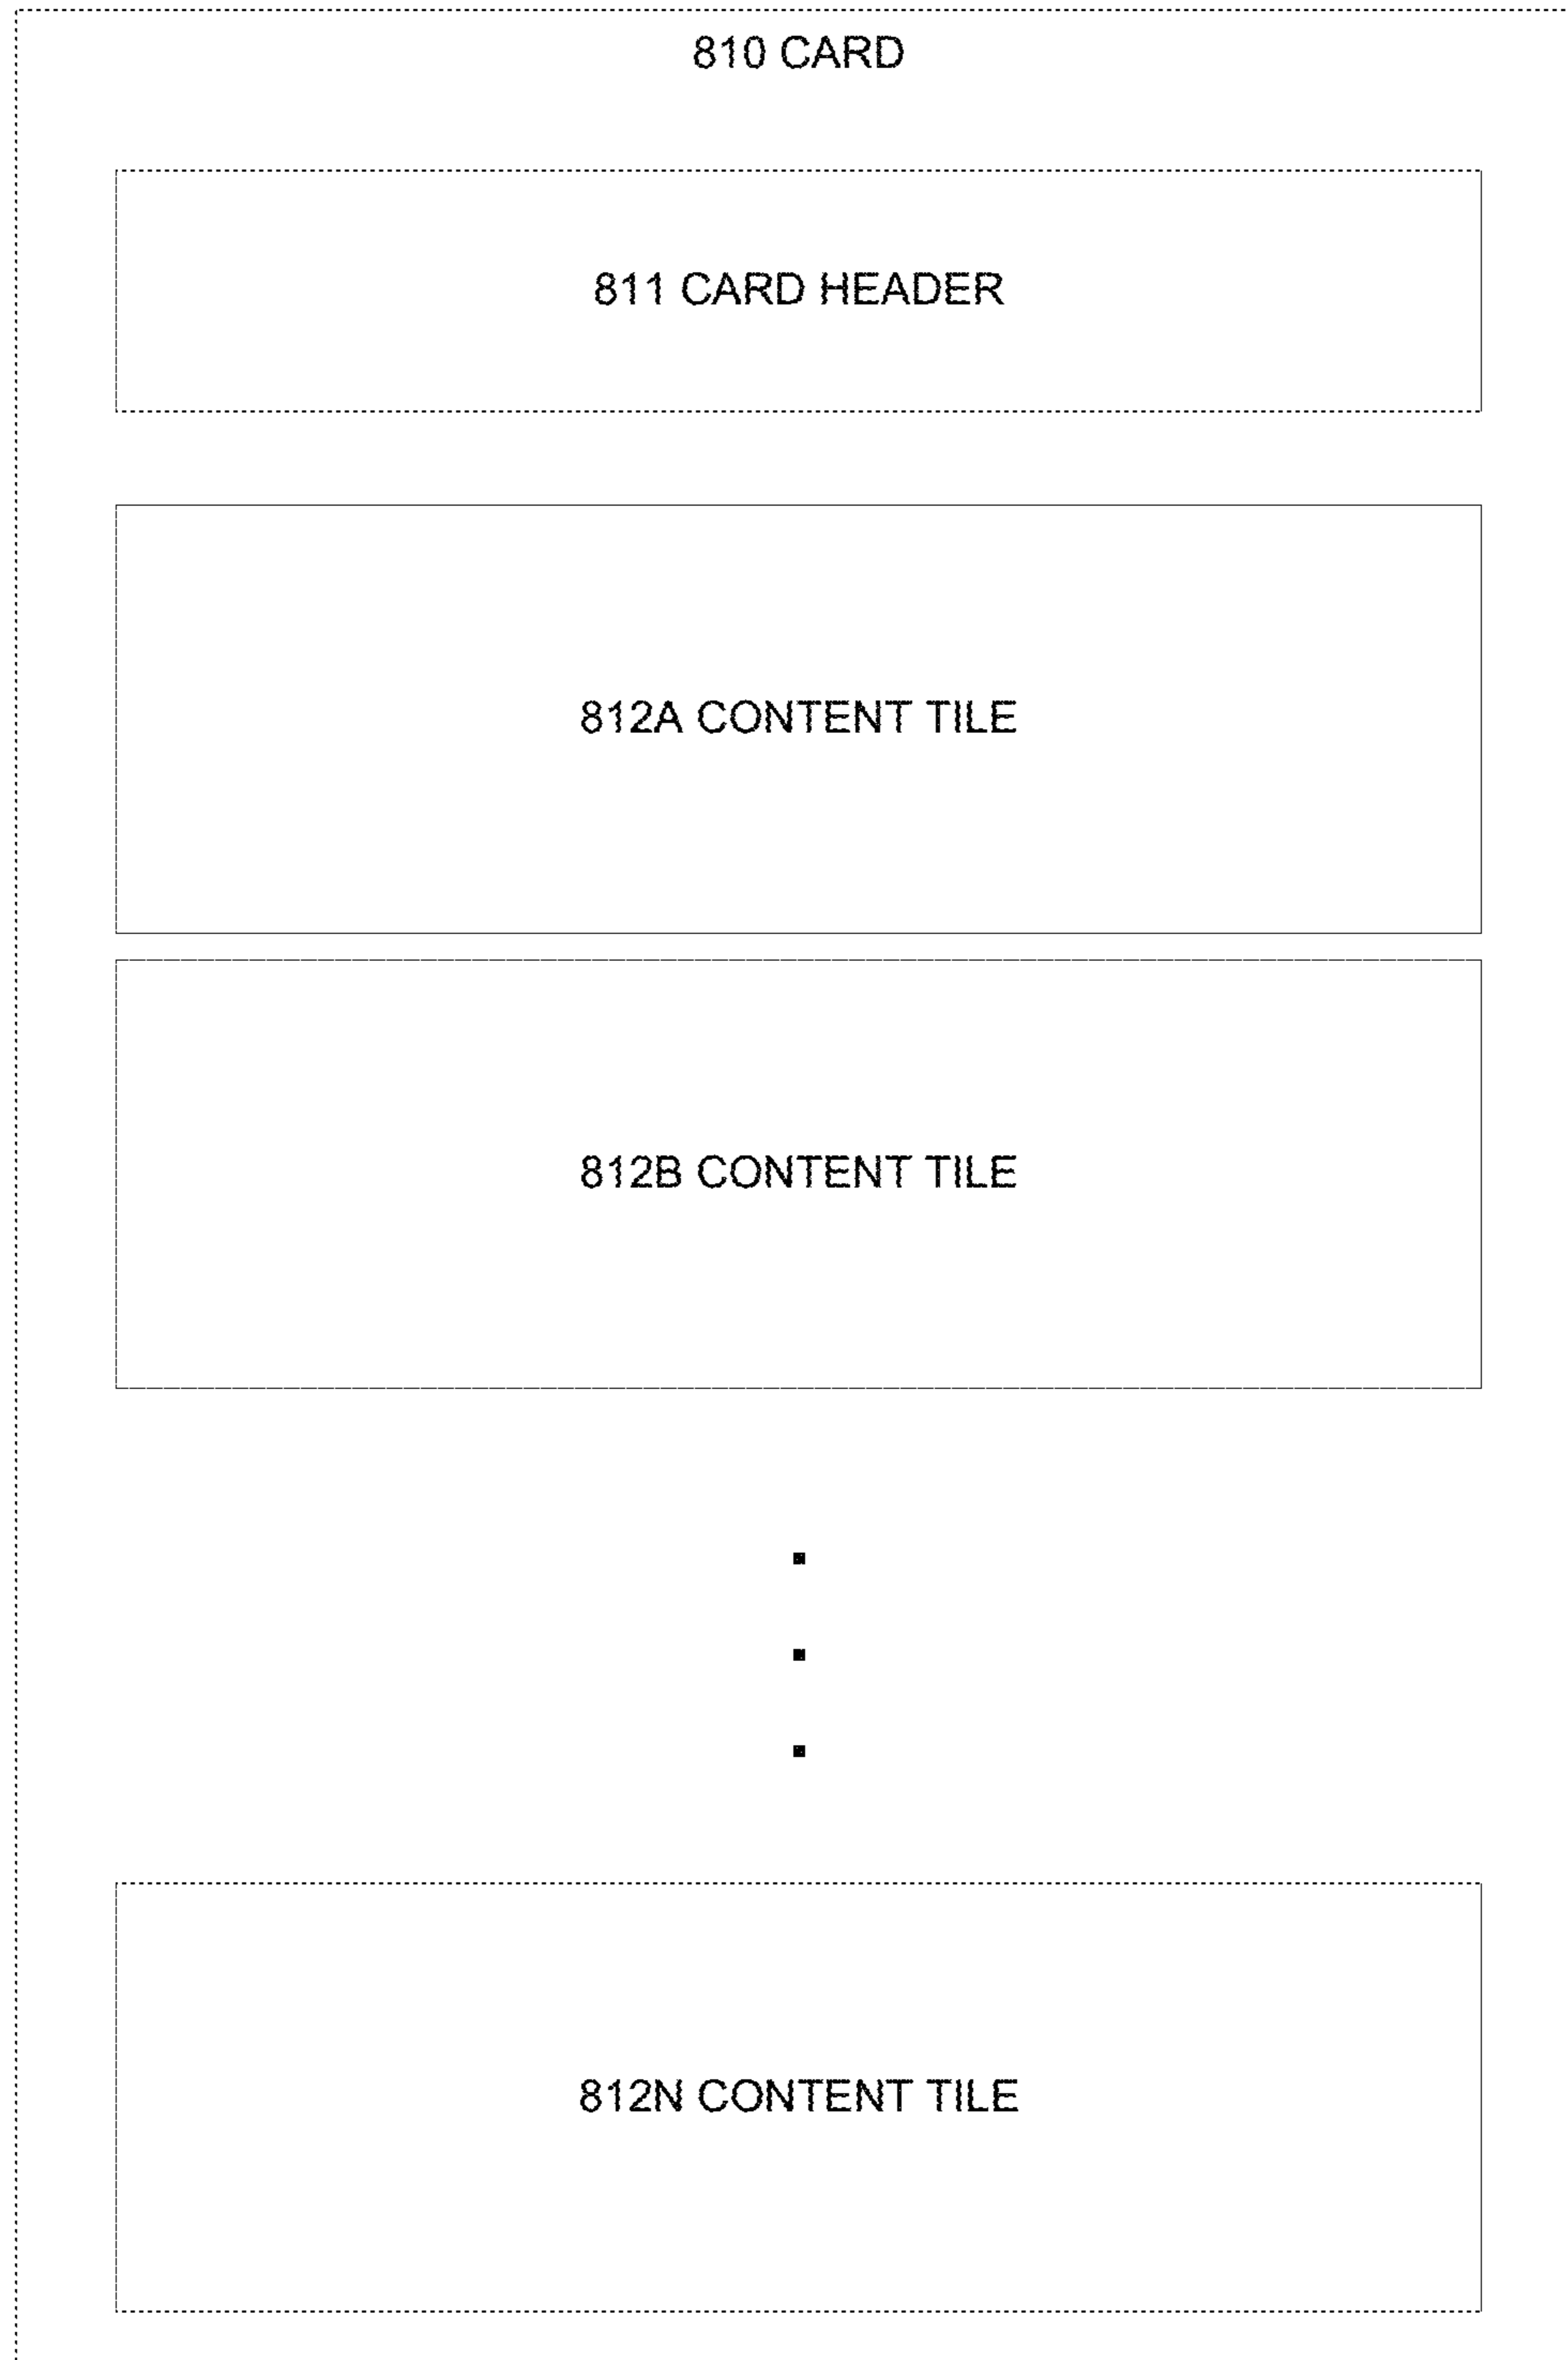 810 CARD
811 CARD HEADER
812A CONTENT TILE
812B CONTENT TILE
812N CONTENT TILE